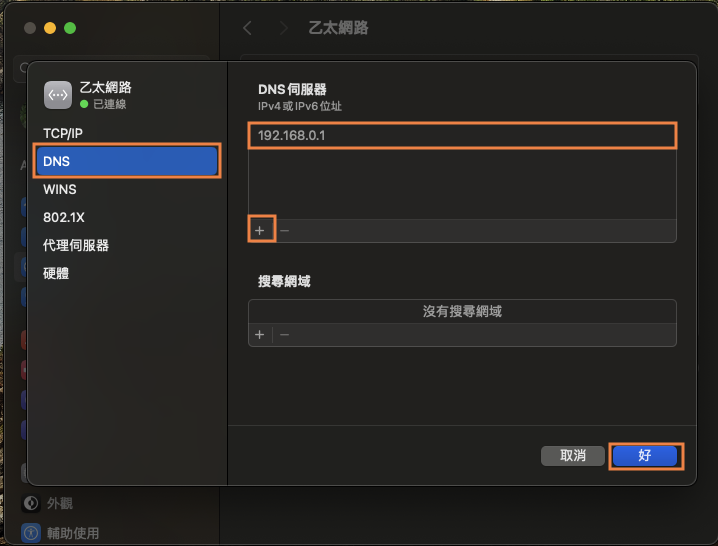 乙太網路
乙太網路
已連線
TCP/IP
DNS
WINS
802.1X
代理伺服器
硬體
DNS 伺服器
IPv4 或 IPv6 位址
192.168.0.1
+ −
搜尋網域
沒有搜尋網域
+ −
取消
好
外觀
輔助使用